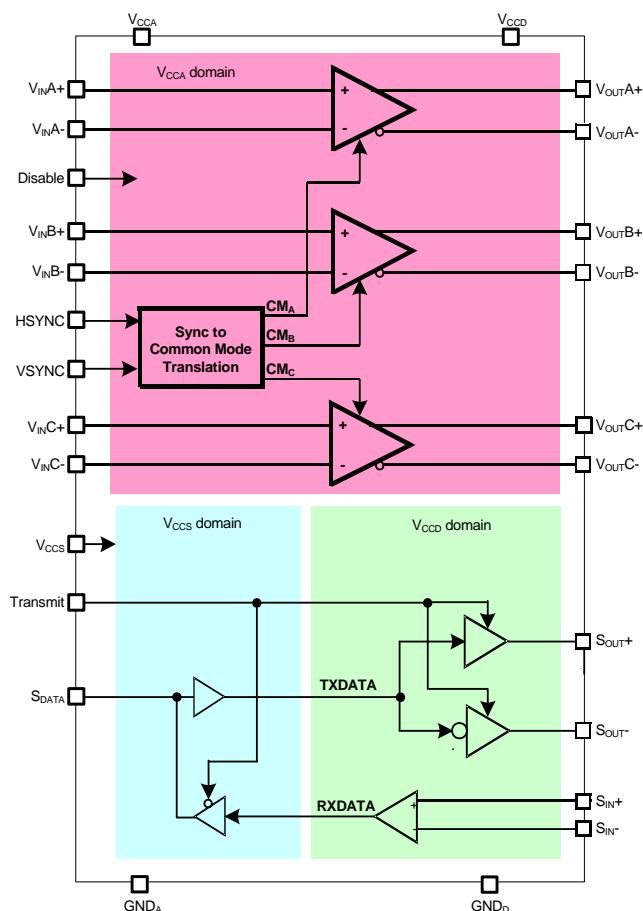 VCCA
VCCD
VCCA domain
VINA+
VOUTA+
VINA-
VOUTA-
Disable
VINB+
VOUTB+
VINB-
VOUTB-
HSYNC
VSYNC
Sync to
Common Mode
Translation
CMA
CMB
CMC
VINC+
VOUTC+
VINC-
VOUTC-
VCCS domain
VCCD domain
VCCS
Transmit
SOUT+
SDATA
TXDATA
SOUT-
RXDATA
SIN+
SIN-
GNDA
GNDD
+
-
+
-
+
-
+
-